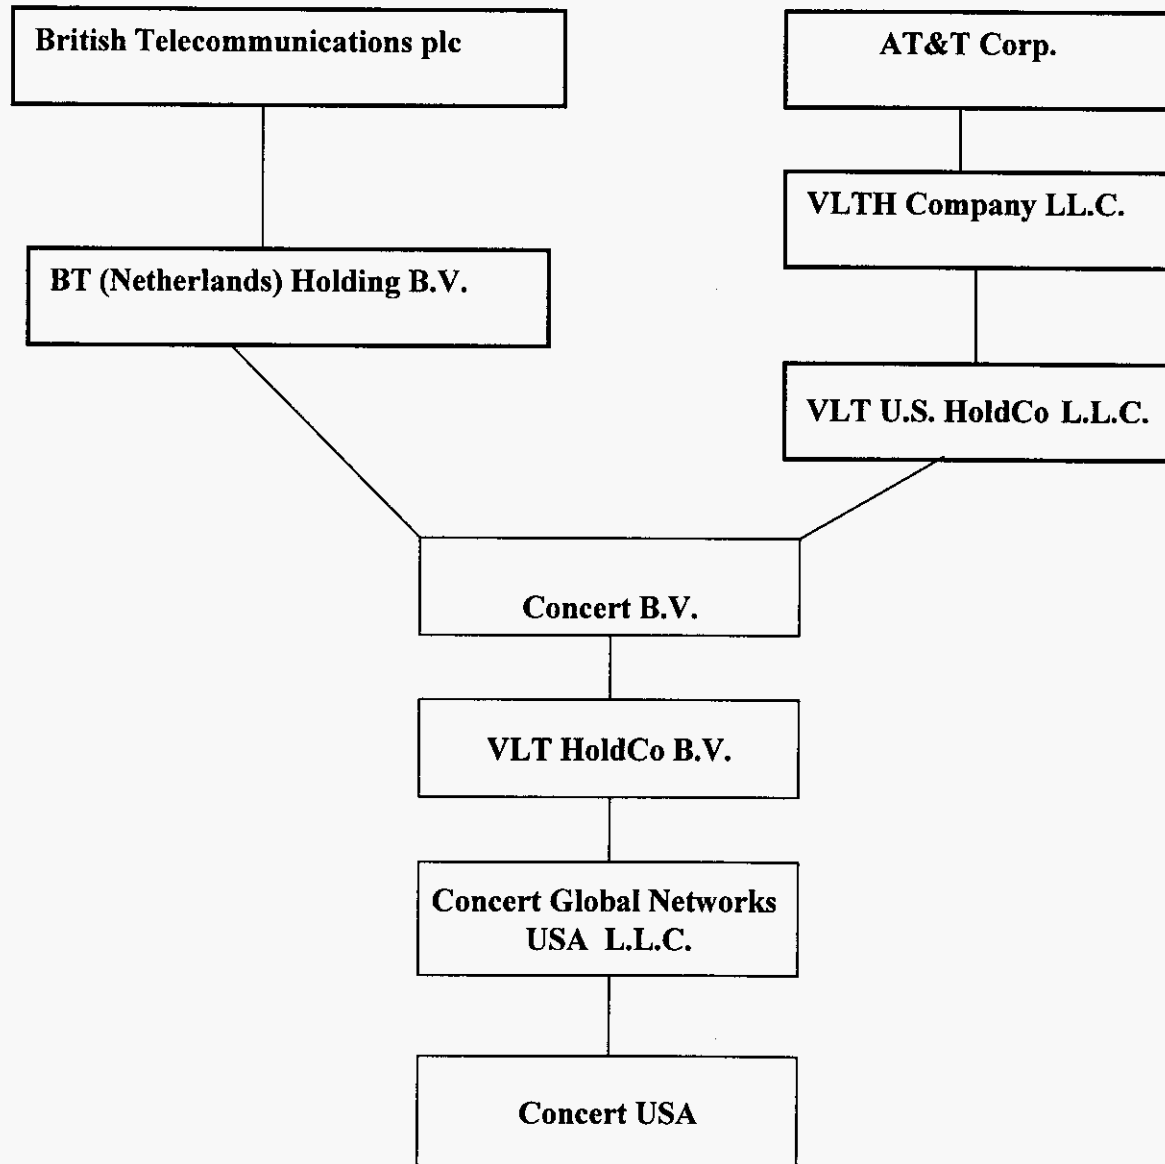 British Telecommunications plc
AT&T Corp.
VLTH Company LL.C.
BT (Netherlands) Holding B.V.
VLT U.S. HoldCo L.L.C.
Concert B.V.
VLT HoldCo B.V.
Concert Global Networks
USA L.L.C.
Concert USA